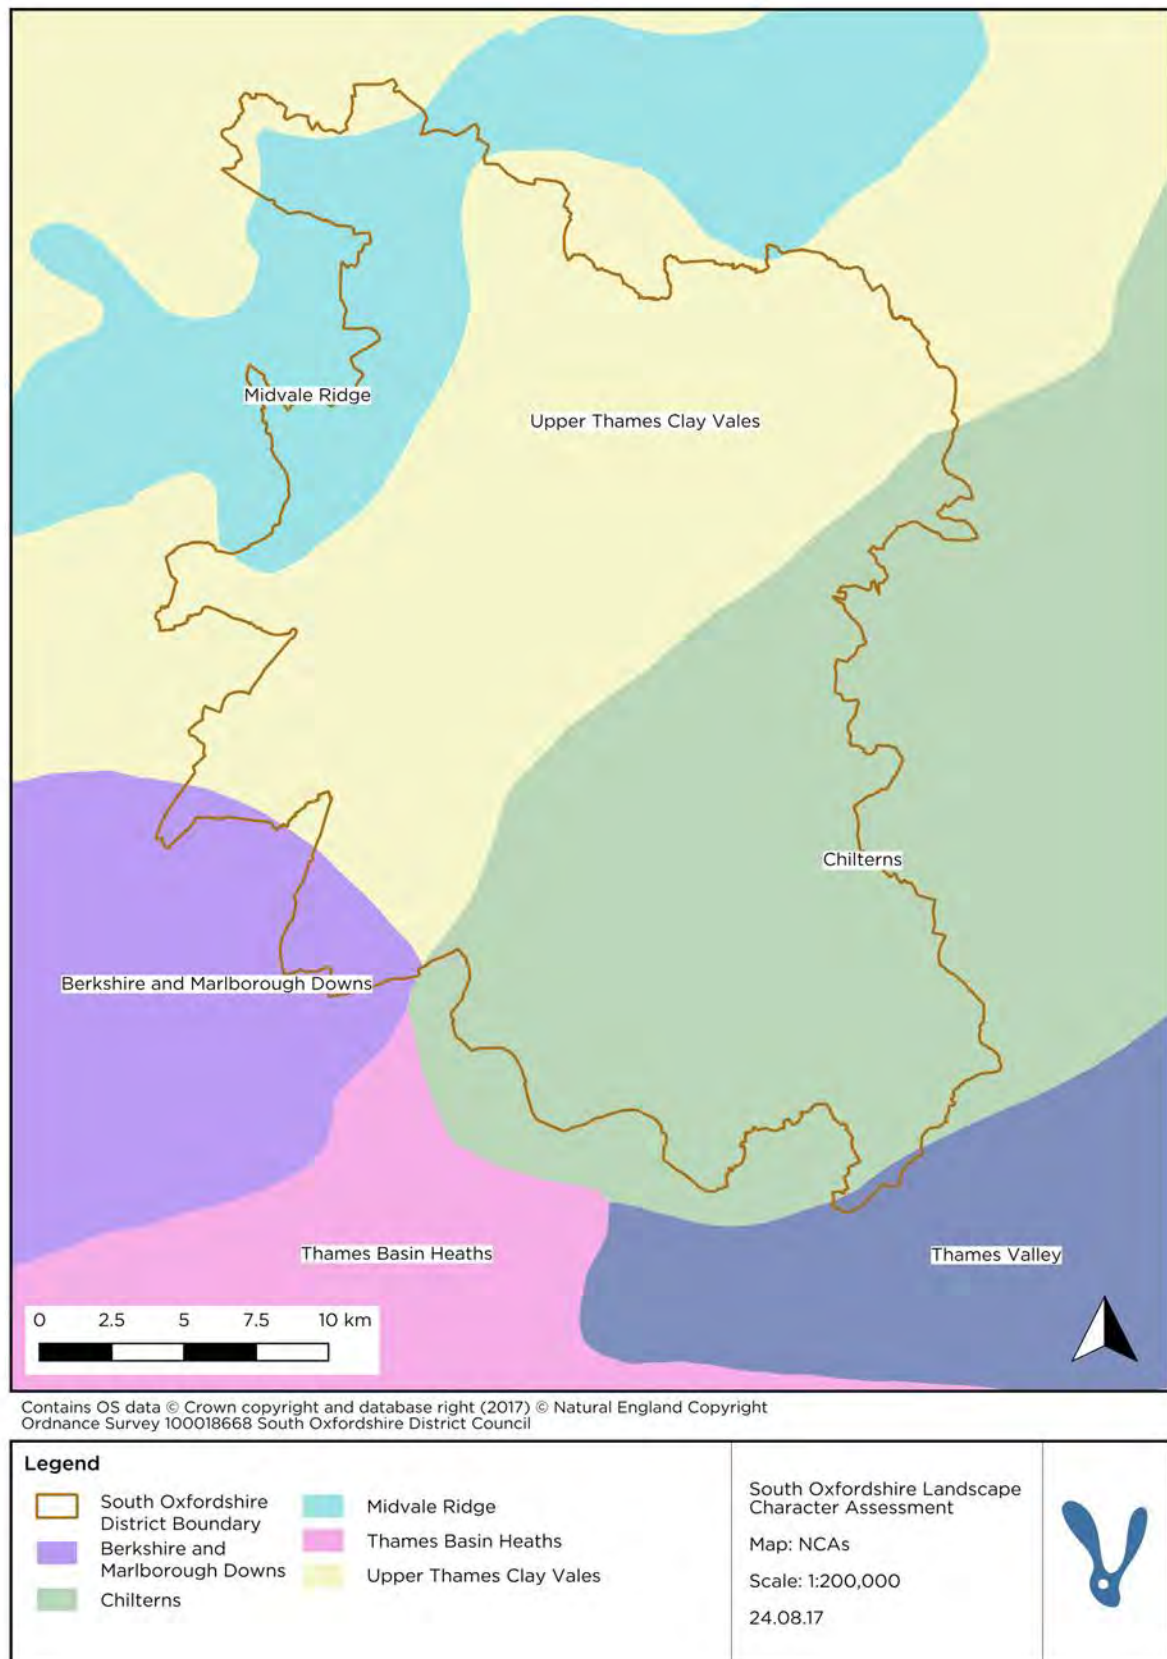 Midvale Ridge
Upper Thames Clay Vales
Chilterns
Berkshire and Marlborough Downs
Thames Basin Heaths
Thames Valley
0 2.5 5 7.5 10 km
Contains OS data © Crown copyright and database right (2017) © Natural England Copyright
Ordnance Survey 100018668 South Oxfordshire District Council
Legend
South Oxfordshire
District Boundary
Berkshire and
Marlborough Downs
Chilterns
Midvale Ridge
Thames Basin Heaths
Upper Thames Clay Vales
South Oxfordshire Landscape
Character Assessment
Map: NCAs
Scale: 1:200,000
24.08.17